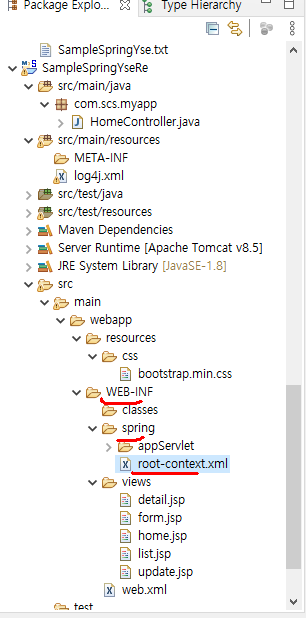 Package Explo...
Type Hierarchy
SampleSpringYse.txt
SampleSpringYseRe
src/main/java
com.scs.myapp
HomeController.java
src/main/resources
META-INF
log4j.xml
src/test/java
src/test/resources
Maven Dependencies
Server Runtime [Apache Tomcat v8.5]
JRE System Library [JavaSE-1.8]
src
main
webapp
resources
css
bootstrap.min.css
WEB-INF
classes
spring
appServlet
root-context.xml
views
detail.jsp
form.jsp
home.jsp
list.jsp
update.jsp
web.xml
test